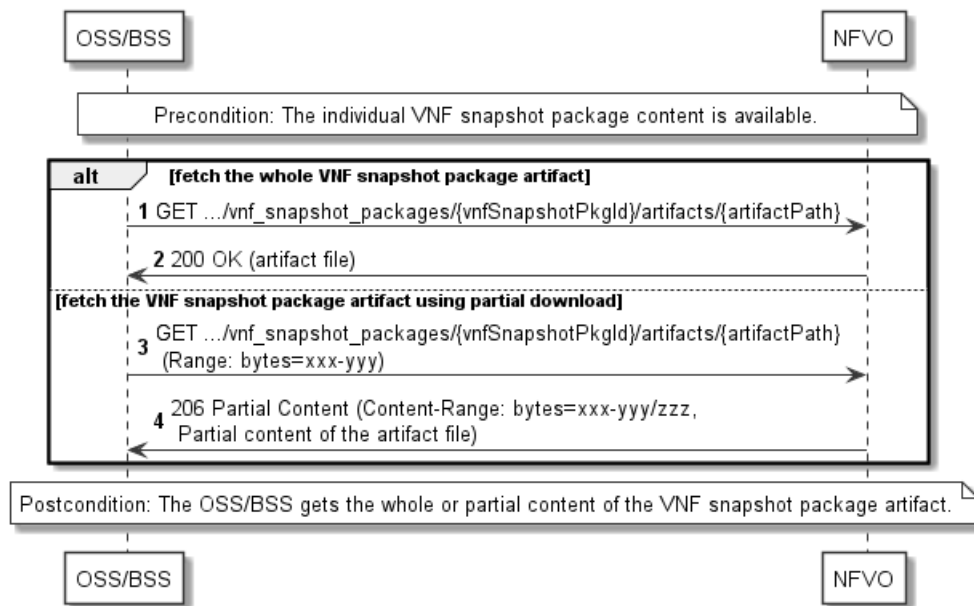 OSS/BSS
NFVO
Precondition: The individual VNF snapshot package content is available.
alt
[fetch the whole VNF snapshot package artifact]
1 GET .../vnf_snapshot_packages/{vnfSnapshotPkgId}/artifacts/{artifactPath}
2 200 OK (artifact file)
[fetch the VNF snapshot package artifact using partial download]
3 GET .../vnf_snapshot_packages/{vnfSnapshotPkgId}/artifacts/{artifactPath}
(Range: bytes=xxx-yyy)
4 206 Partial Content (Content-Range: bytes=xxx-yyy/zzz,
Partial content of the artifact file)
Postcondition: The OSS/BSS gets the whole or partial content of the VNF snapshot package artifact.
OSS/BSS
NFVO